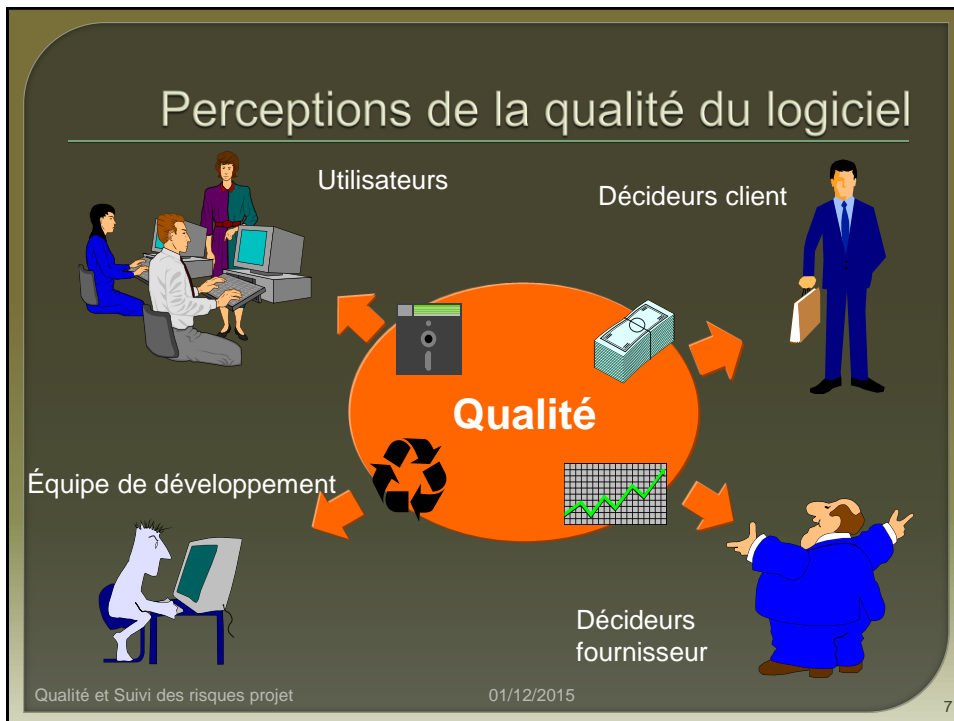 Perceptions de la qualité du logiciel
Utilisateurs
Décideurs client
Qualité
Équipe de développement
Décideurs
fournisseur
Qualité et Suivi des risques projet
01/12/2015
7